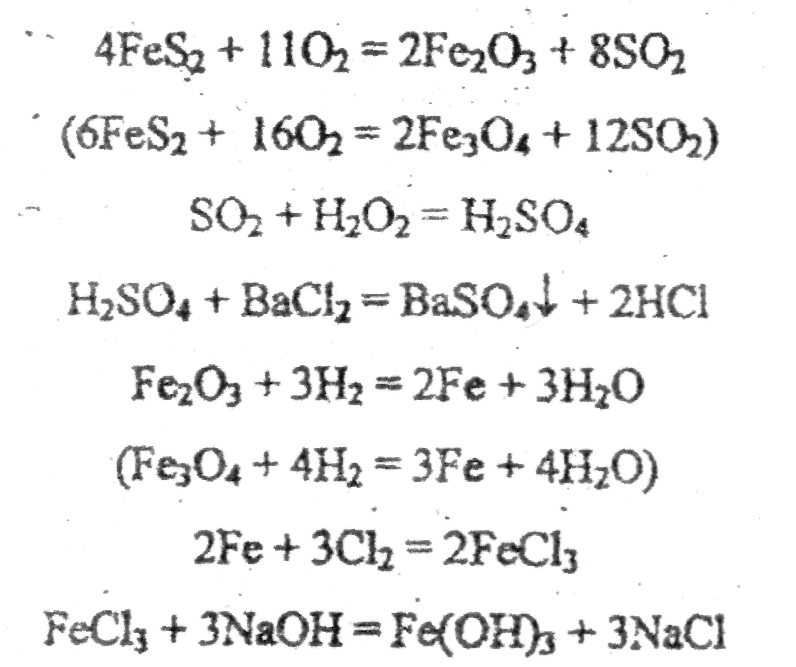 4FeS₂ + 11O₂ = 2Fe₂O₃ + 8SO₂
(6FeS₂ + 16O₂ = 2Fe₃O₄ + 12SO₂)
SO₂ + H₂O₂ = H₂SO₄
H₂SO₄ + BaCl₂ = BaSO₄↓ + 2HCl
Fe₂O₃ + 3H₂ = 2Fe + 3H₂O
(Fe₃O₄ + 4H₂ = 3Fe + 4H₂O)
2Fe + 3Cl₂ = 2FeCl₃
FeCl₃ + 3NaOH = Fe(OH)₃ + 3NaCl